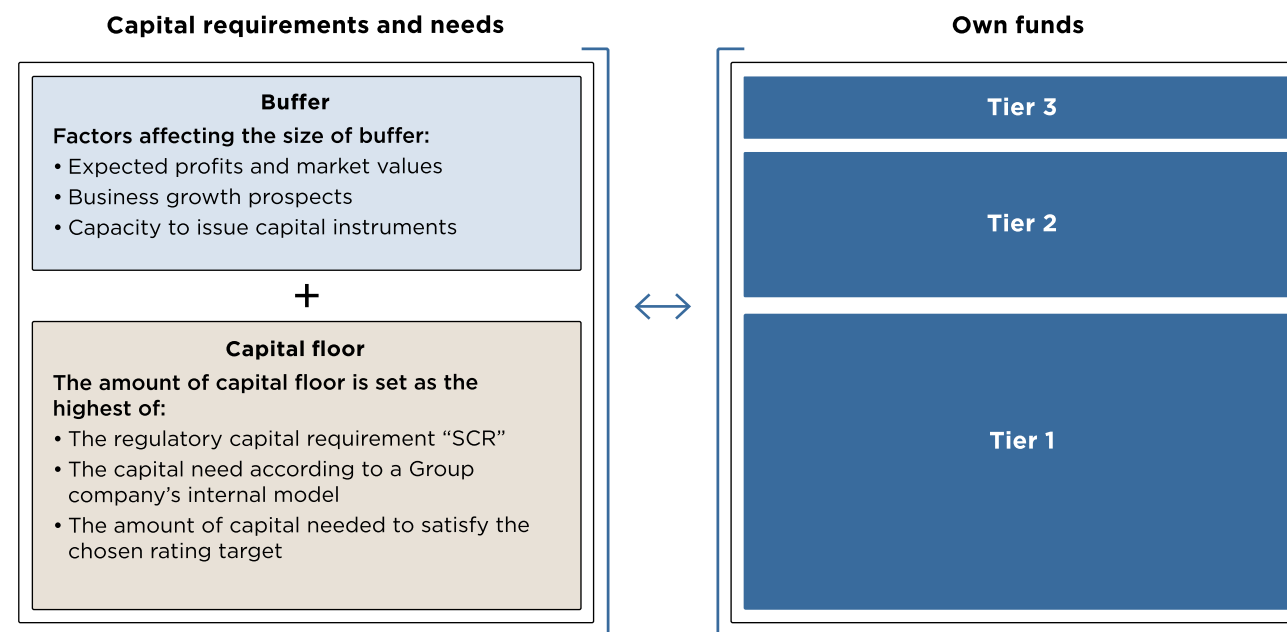 Capital requirements and needs
Buffer
Factors affecting the size of buffer:
• Expected profits and market values
• Business growth prospects
• Capacity to issue capital instruments
+
Capital floor
The amount of capital floor is set as the
highest of:
• The regulatory capital requirement “SCR”
• The capital need according to a Group
company’s internal model
• The amount of capital needed to satisfy the
chosen rating target
Own funds
Tier 3
Tier 2
Tier 1